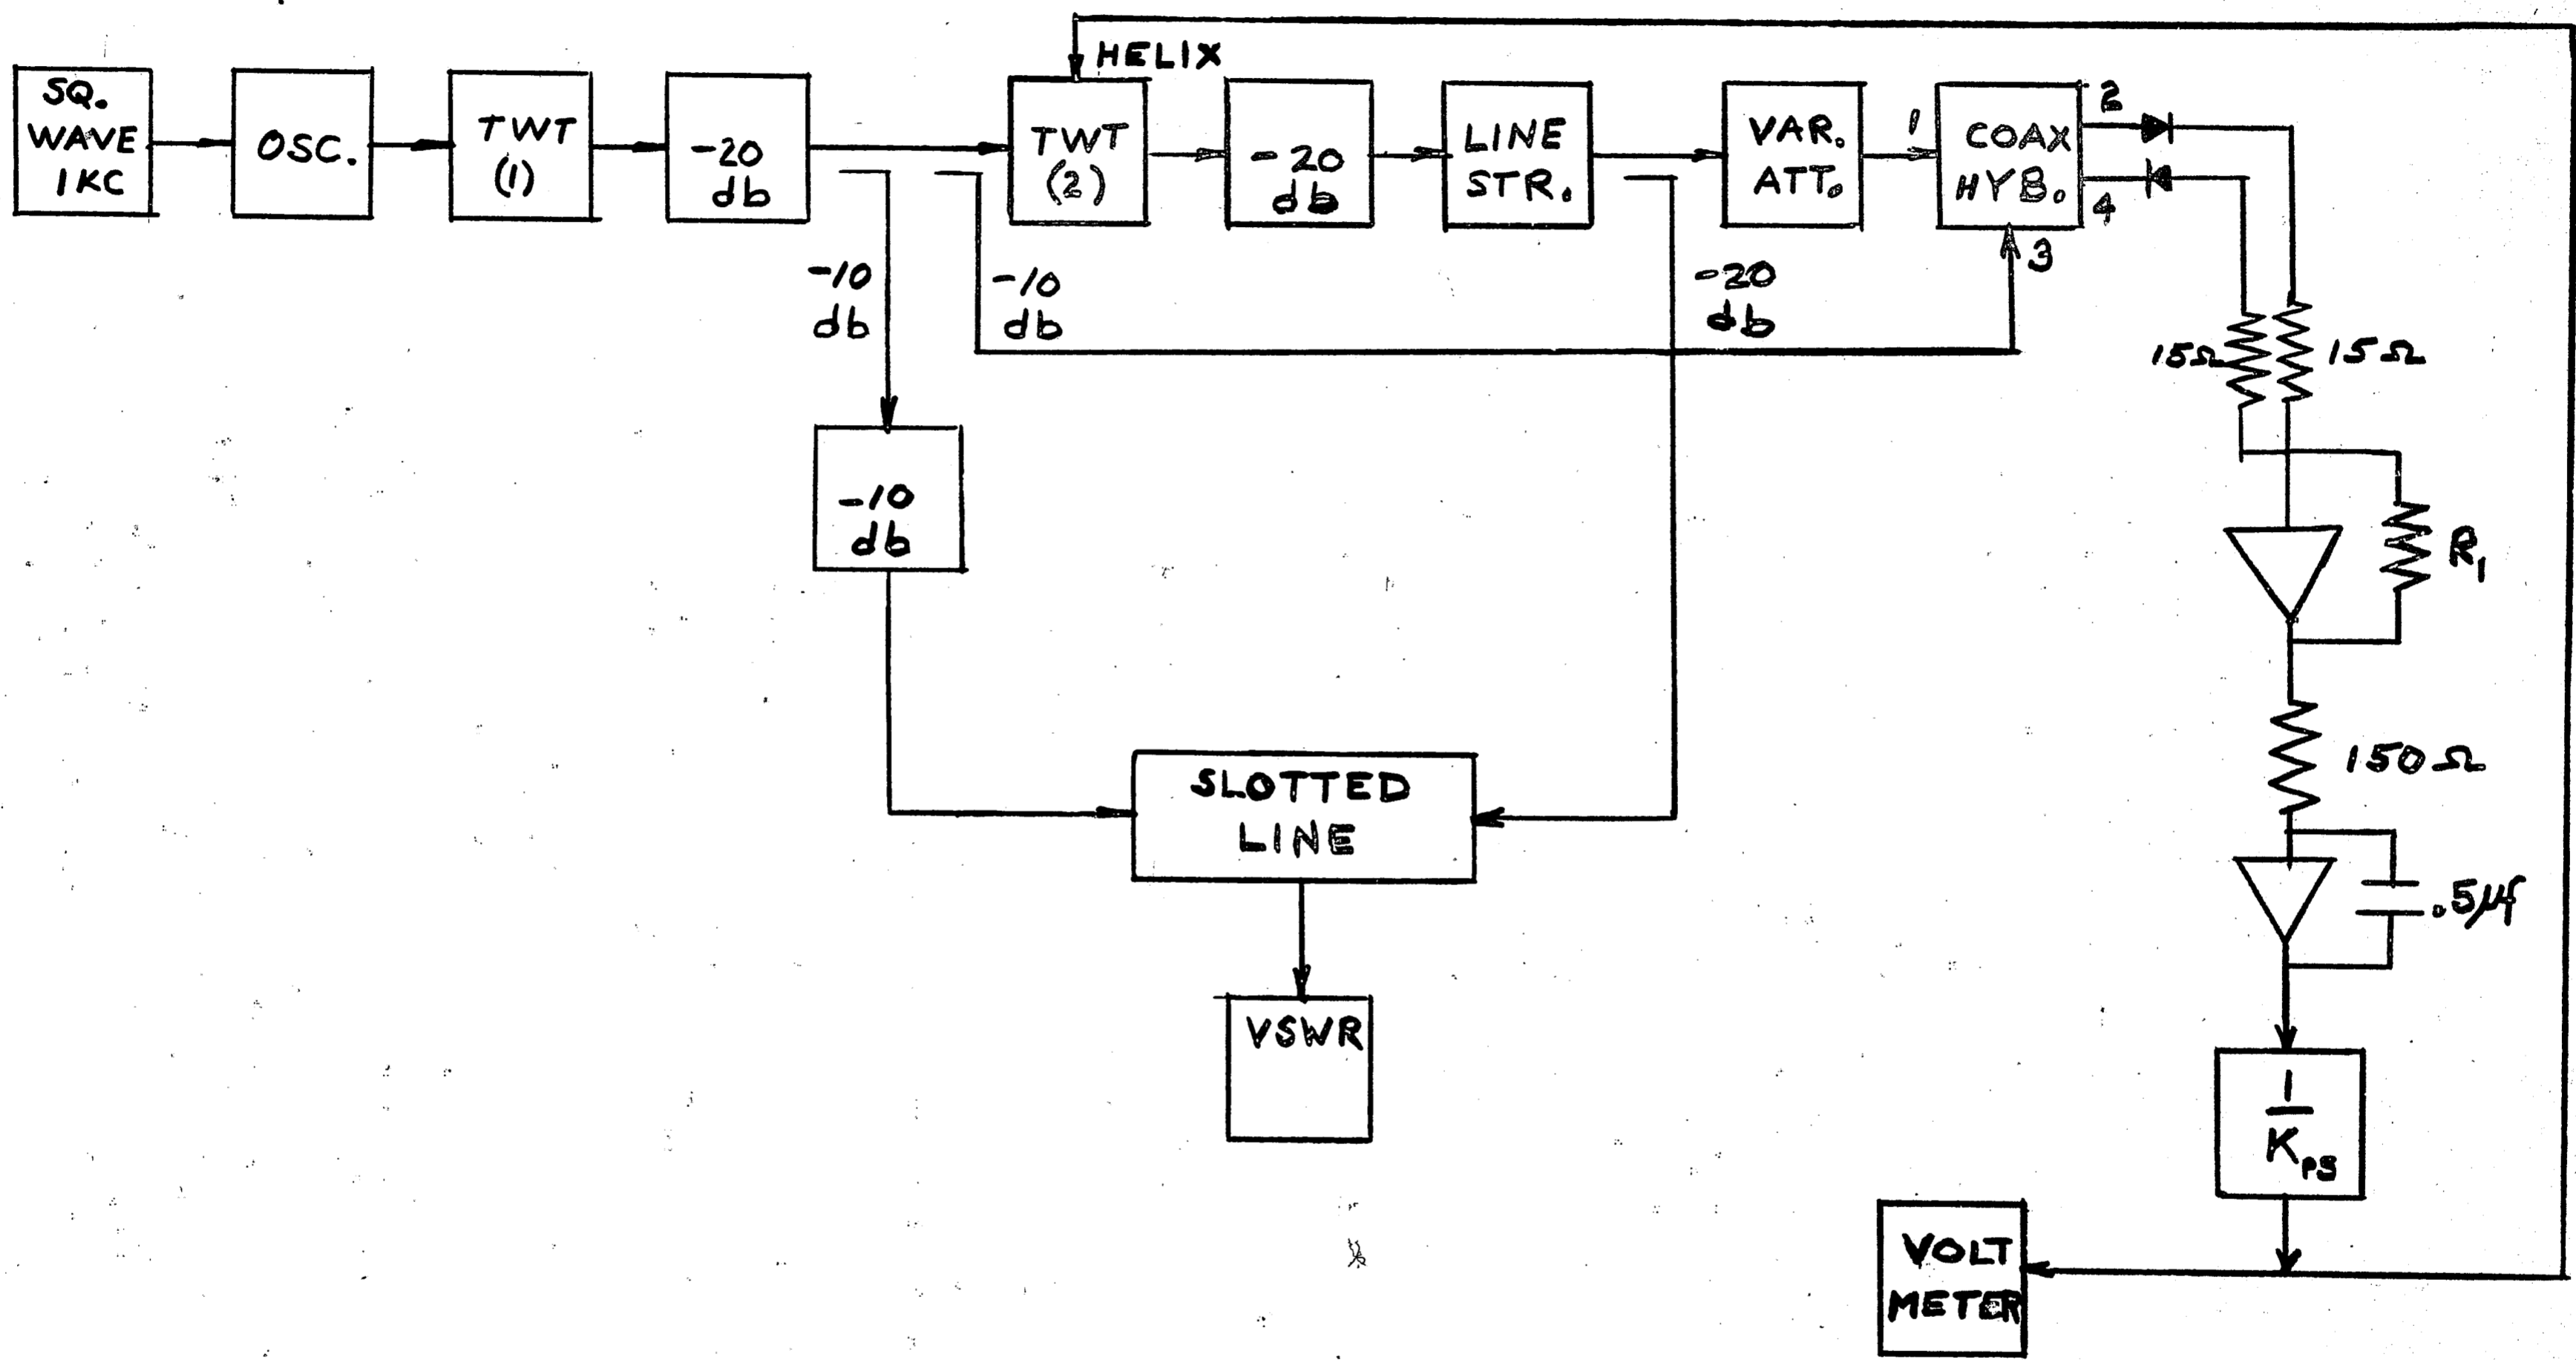 HELIX
SQ.
WAVE
1KC
OSC.
TWT
(1)
-20
db
TWT
(2)
-20
db
LINE
STR.
VAR.
ATT.
1
COAX
HYB.
2
4
3
-10
db
-10
db
-20
db
15Ω
15Ω
-10
db
R1
150Ω
SLOTTED
LINE
.5μf
VSWR
1
Kps
VOLT
METER